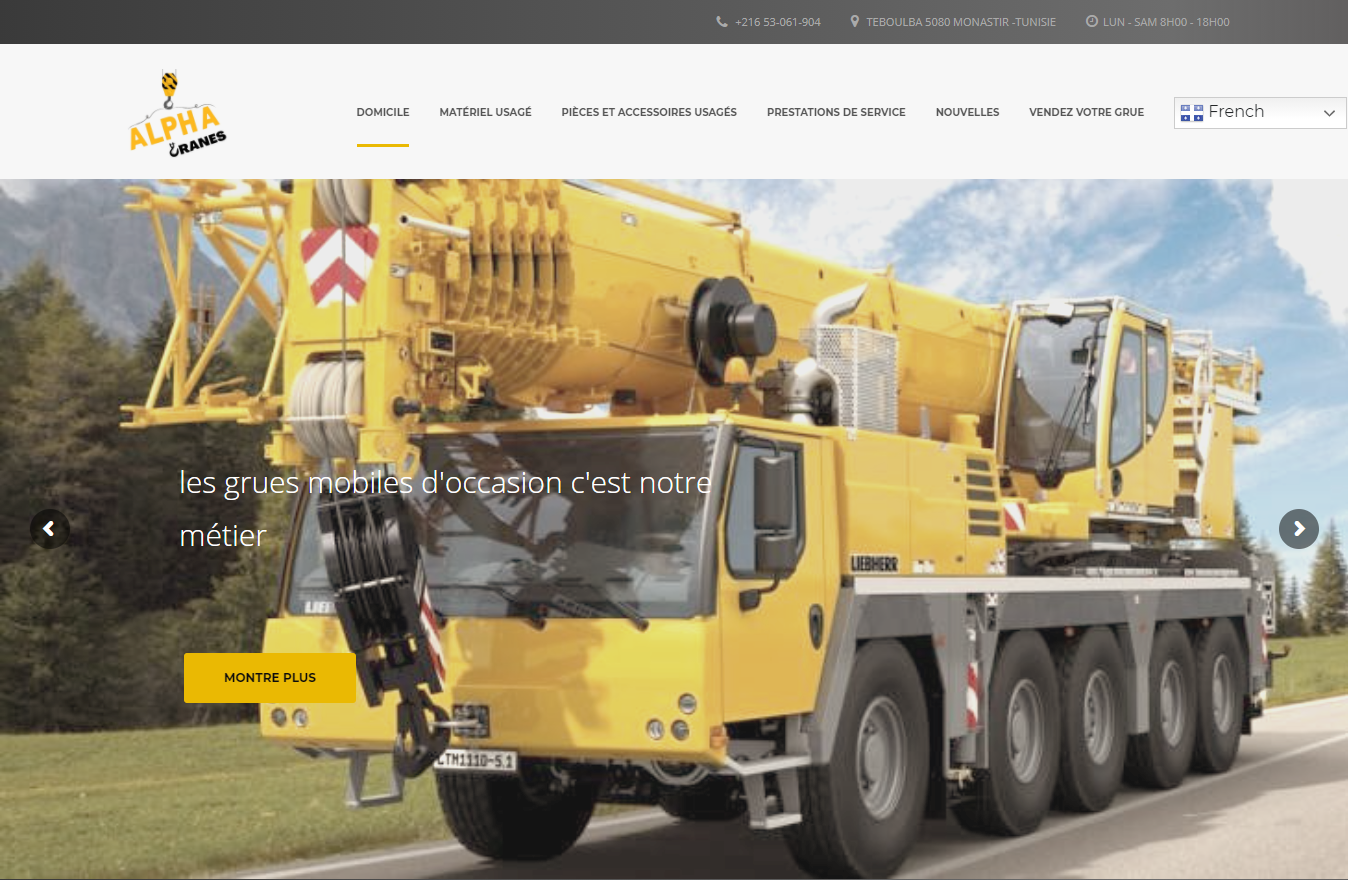 +216 53-061-904
TEBOULBA 5080 MONASTIR -TUNISIE
LUN - SAM 8H00 - 18H00
ALPHA
CRANES
DOMICILE
MATÉRIEL USAGÉ
PIÈCES ET ACCESSOIRES USAGÉS
PRESTATIONS DE SERVICE
NOUVELLES
VENDEZ VOTRE GRUE
French
les grues mobiles d'occasion c'est notre
métier
LIEBHERR
MONTRE PLUS
LTM1110-5.1